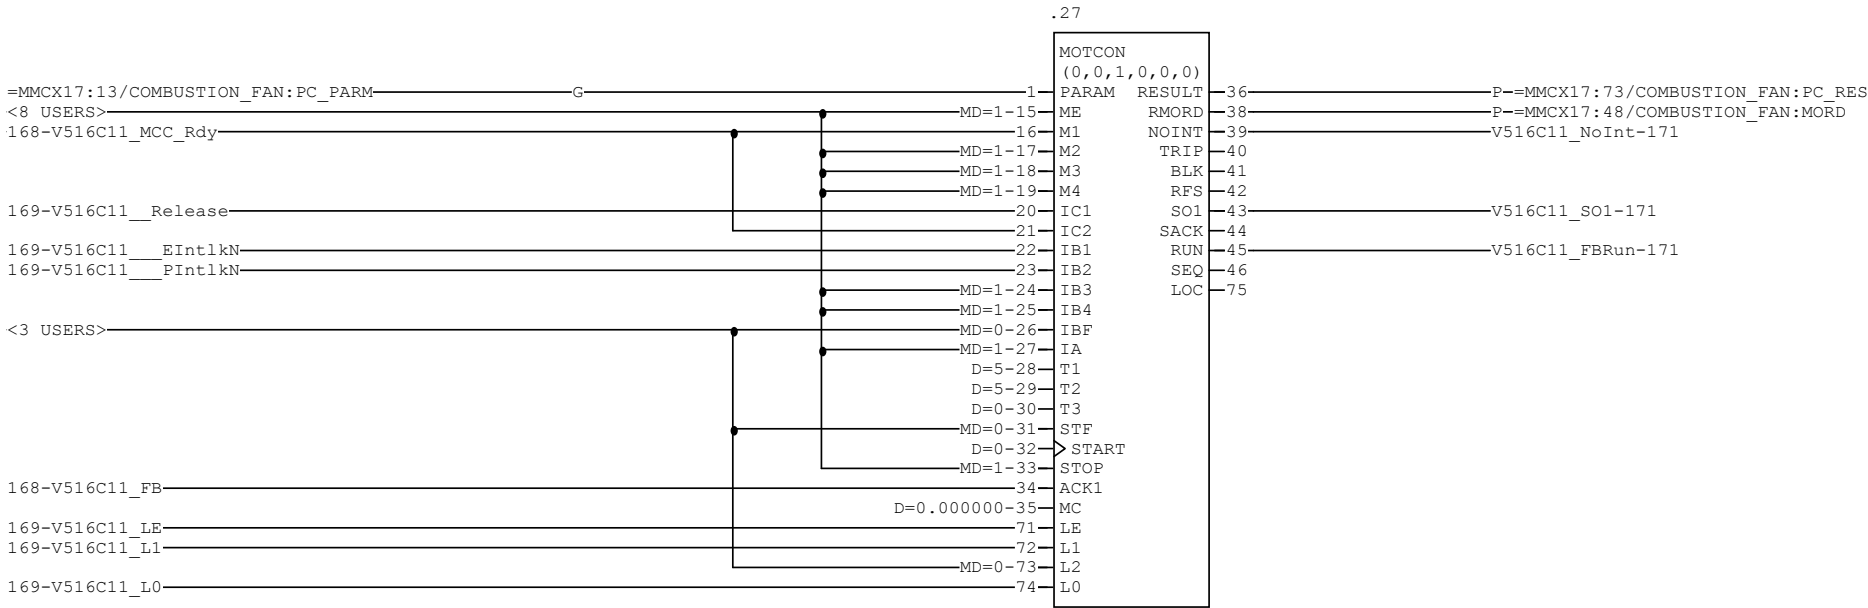 .27
MOTCON
(0,0,1,0,0,0)
=MMCX17:13/COMBUSTION_FAN:PC_PARM G 1 PARAM RESULT 36 P-=MMCX17:73/COMBUSTION_FAN:PC_RES
<8 USERS> MD=1-15 ME RMORD 38 P-=MMCX17:48/COMBUSTION_FAN:MORD
168-V516C11_MCC_Rdy 16 M1 NOINT 39 V516C11_NoInt-171
MD=1-17 M2 TRIP 40
MD=1-18 M3 BLK 41
MD=1-19 M4 RFS 42
169-V516C11__Release 20 IC1 SO1 43 V516C11_SO1-171
21 IC2 SACK 44
169-V516C11___EIntlkN 22 IB1 RUN 45 V516C11_FBRun-171
169-V516C11___PIntlkN 23 IB2 SEQ 46
MD=1-24 IB3 LOC 75
MD=1-25 IB4
<3 USERS> MD=0-26 IBF
MD=1-27 IA
D=5-28 T1
D=5-29 T2
D=0-30 T3
MD=0-31 STF
D=0-32 START
MD=1-33 STOP
168-V516C11_FB 34 ACK1
D=0.000000-35 MC
169-V516C11_LE 71 LE
169-V516C11_L1 72 L1
MD=0-73 L2
169-V516C11_L0 74 L0